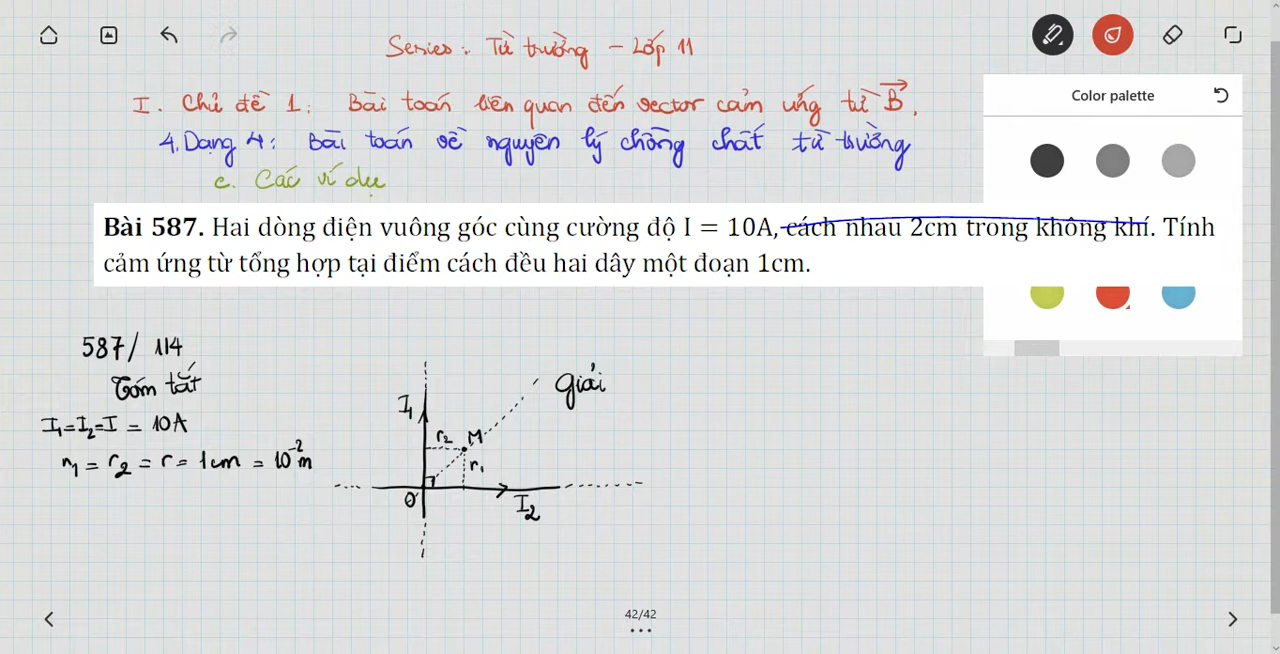 Series: Từ trường - Lớp 11
Color palette
I. Chủ đề 1: Bài toán liên quan đến vector cảm ứng từ B.
4. Dạng 4: Bài toán về nguyên lý chồng chất từ trường
c. Các ví dụ
Bài 587. Hai dòng điện vuông góc cùng cường độ I = 10A, cách nhau 2cm trong không khí. Tính
cảm ứng từ tổng hợp tại điểm cách đều hai dây một đoạn 1cm.
587/114
Tóm tắt
Giải
I₁=I₂=I = 10A
r₁ = r₂ = r = 1cm = 10⁻² m
I₁
r₂ M
r₁
O
I₂
42/42